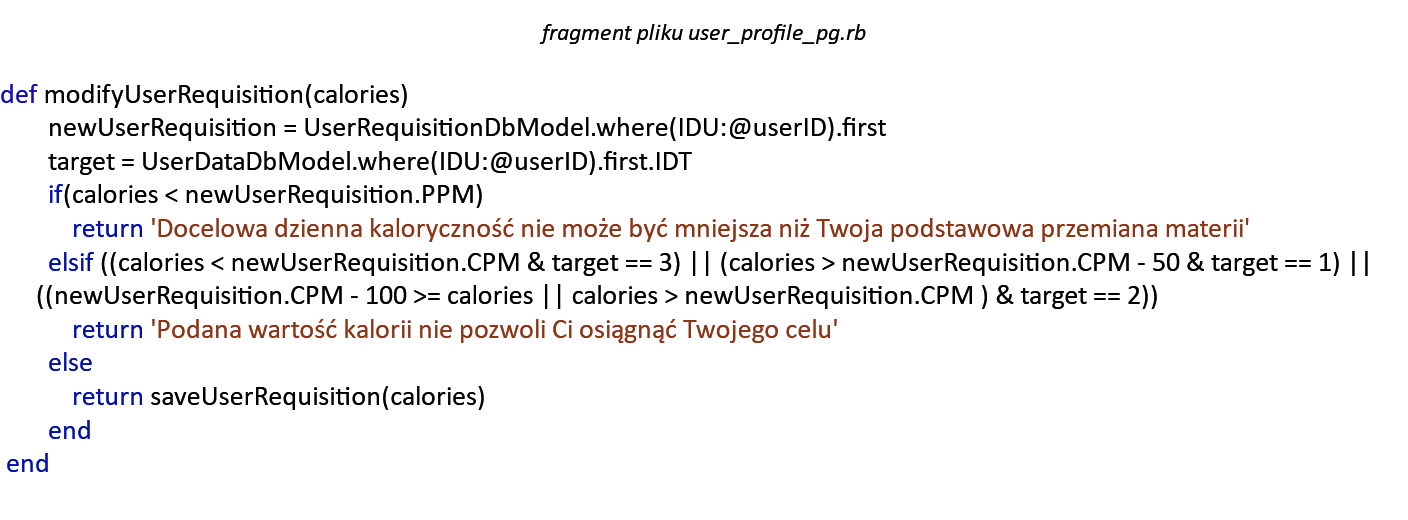 fragment pliku user_profile_pg.rb
def modifyUserRequisition(calories)
newUserRequisition = UserRequisitionDbModel.where(IDU:@userID).first
target = UserDataDbModel.where(IDU:@userID).first.IDT
if(calories < newUserRequisition.PPM)
return 'Docelowa dzienna kaloryczność nie może być mniejsza niż Twoja podstawowa przemiana materii'
elsif ((calories < newUserRequisition.CPM & target == 3) || (calories > newUserRequisition.CPM - 50 & target == 1) ||
((newUserRequisition.CPM - 100 >= calories || calories > newUserRequisition.CPM ) & target == 2))
return 'Podana wartość kalorii nie pozwoli Ci osiągnąć Twojego celu'
else
return saveUserRequisition(calories)
end
end